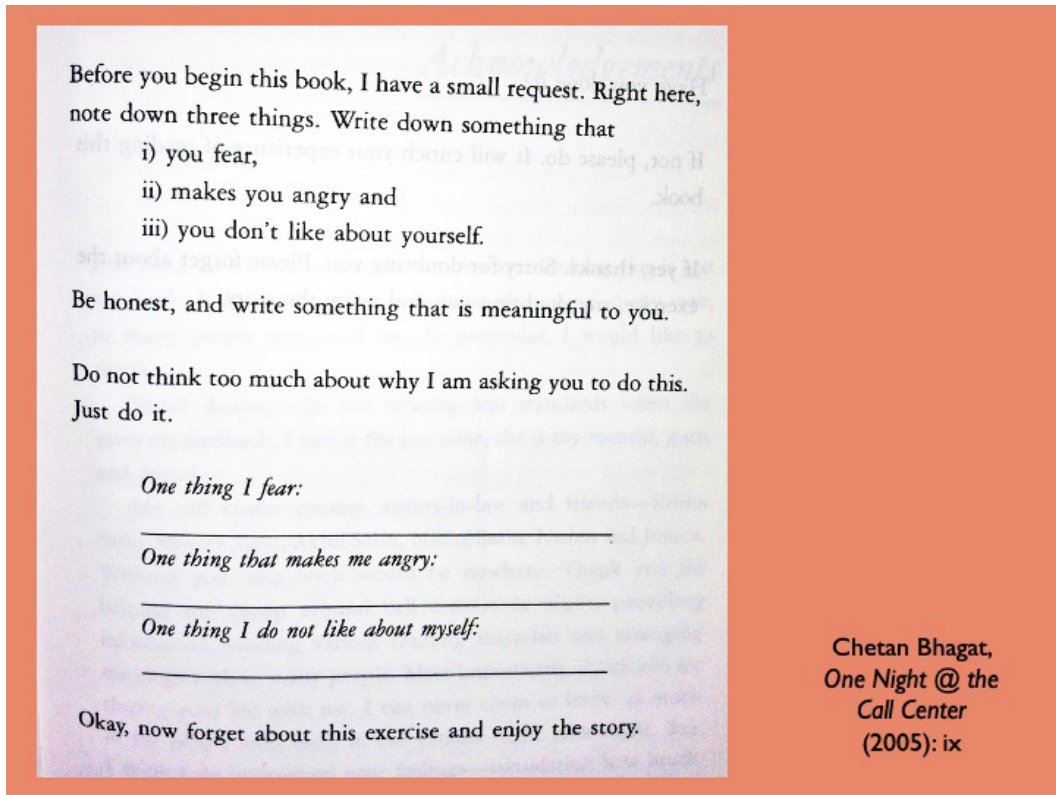 Before you begin this book, I have a small request. Right here,
note down three things. Write down something that
i) you fear,
ii) makes you angry and
iii) you don't like about yourself.
Be honest, and write something that is meaningful to you.
Do not think too much about why I am asking you to do this.
Just do it.
One thing I fear:
One thing that makes me angry:
One thing I do not like about myself:
Okay, now forget about this exercise and enjoy the story.
Chetan Bhagat,
One Night @ the
Call Center
(2005): ix